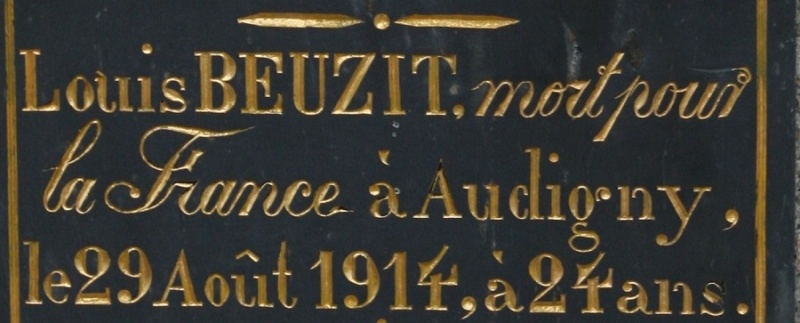 Louis BEUZIT, mort pour
la France à Audigny,
le 29 Août 1914, à 24 ans.